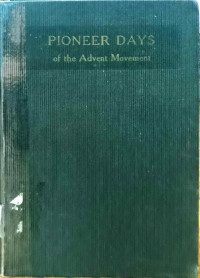 PIONEER DAYS
of the Advent Movement